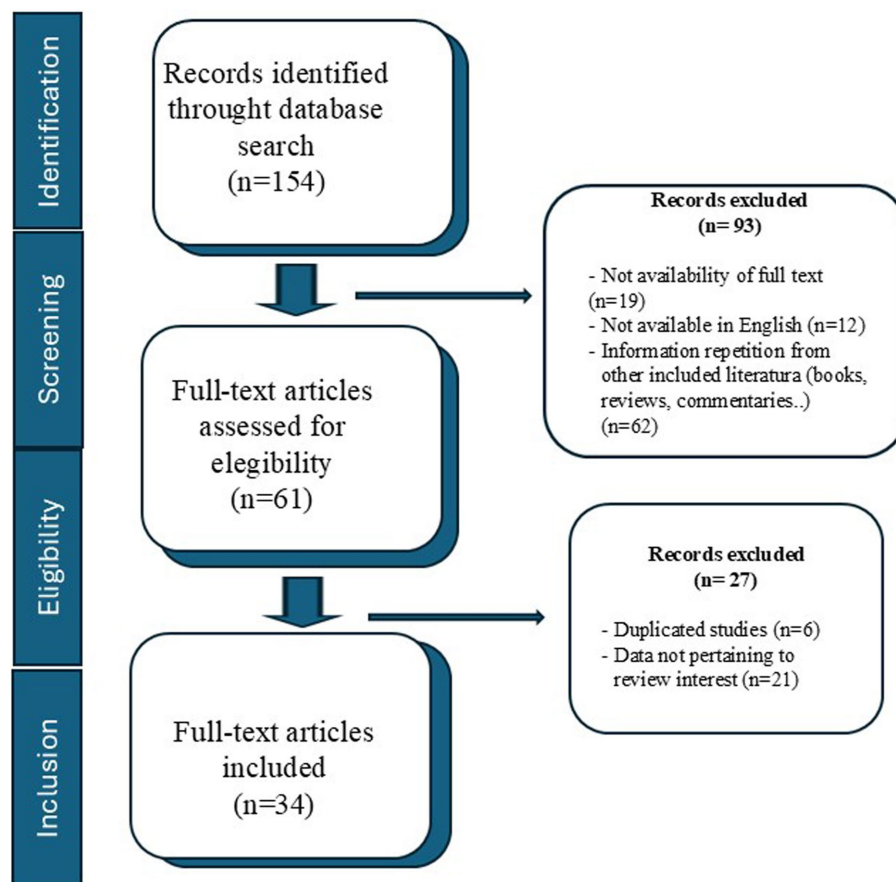 Identification
Records identified
throught database
search
(n=154)
Records excluded
(n= 93)
- Not availability of full text
(n=19)
- Not available in English (n=12)
- Information repetition from
other included literatura (books,
reviews, commentaries..)
(n=62)
Screening
Full-text articles
assessed for
elegibility
(n=61)
Eligibility
Records excluded
(n= 27)
- Duplicated studies (n=6)
- Data not pertaining to
review interest (n=21)
Inclusion
Full-text articles
included
(n=34)